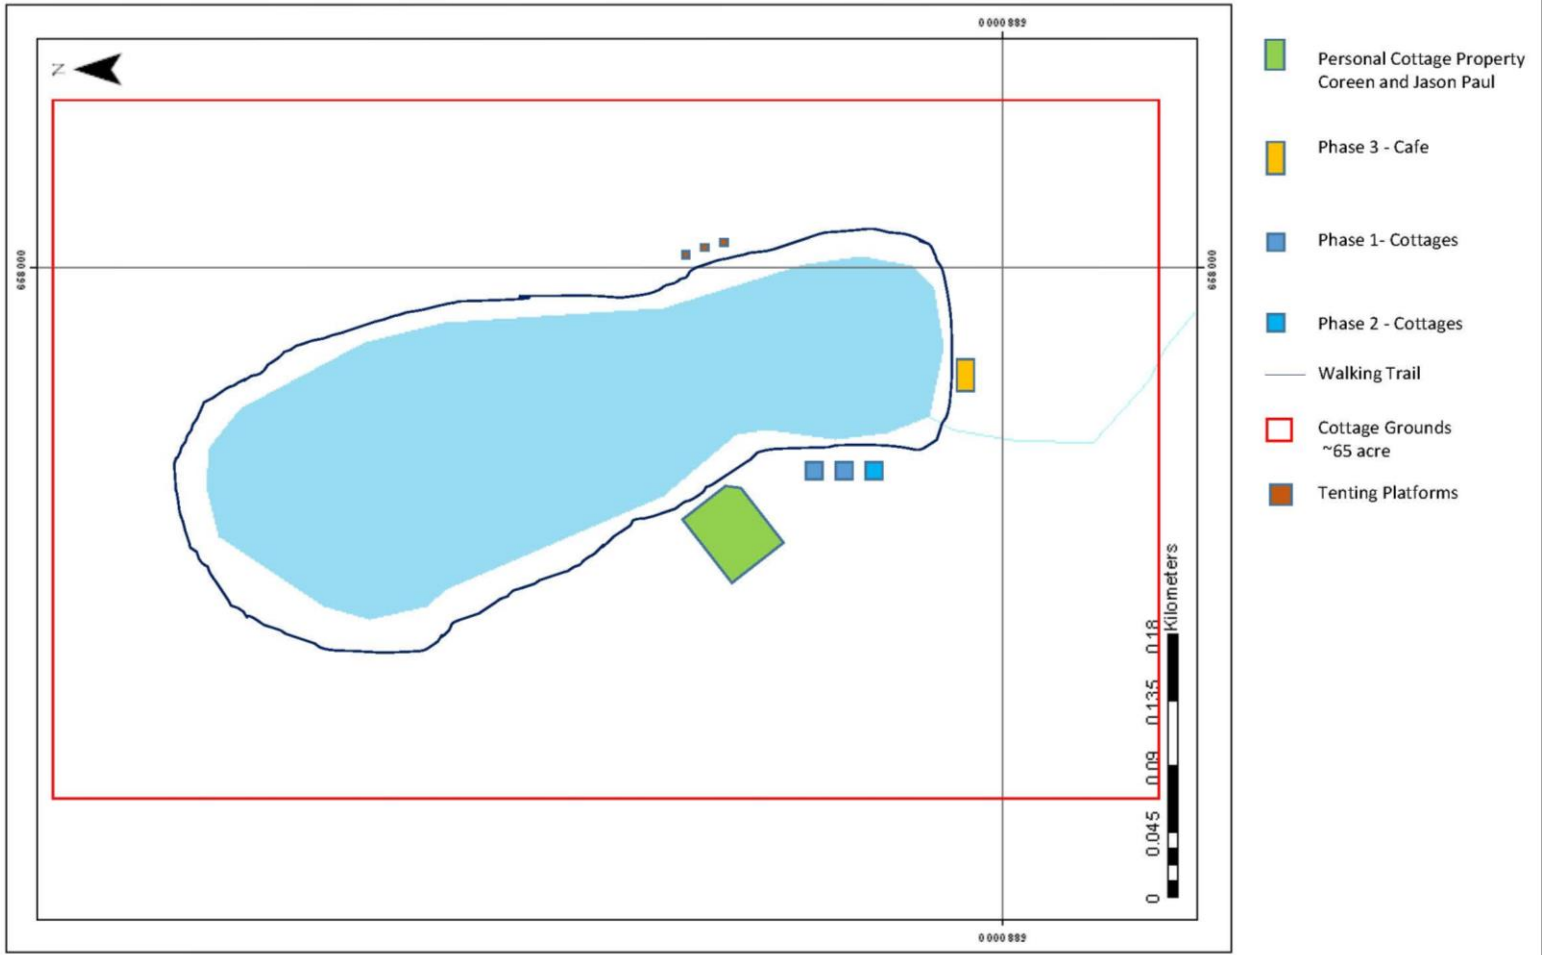 0 000 889
N
668 000
668 000
0 000 889
0 0.045 0.09 0.135 0.18
Kilometers
Personal Cottage Property
Coreen and Jason Paul
Phase 3 - Cafe
Phase 1- Cottages
Phase 2 - Cottages
Walking Trail
Cottage Grounds
~65 acre
Tenting Platforms